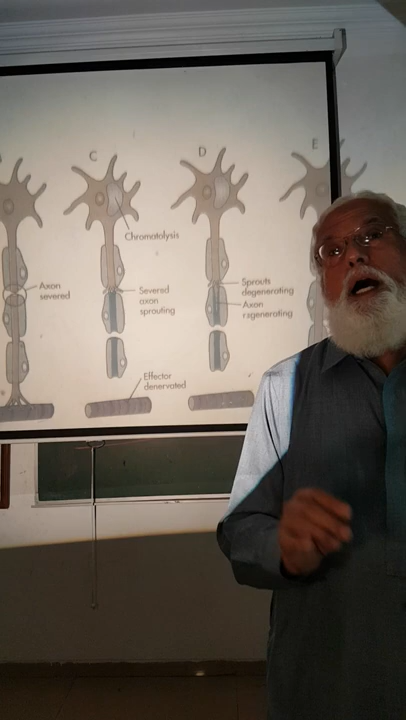 C
D
E
Chromatolysis
Axon
severed
Severed
axon
sprouting
Sprouts
degenerating
Axon
regenerating
Effector
denervated